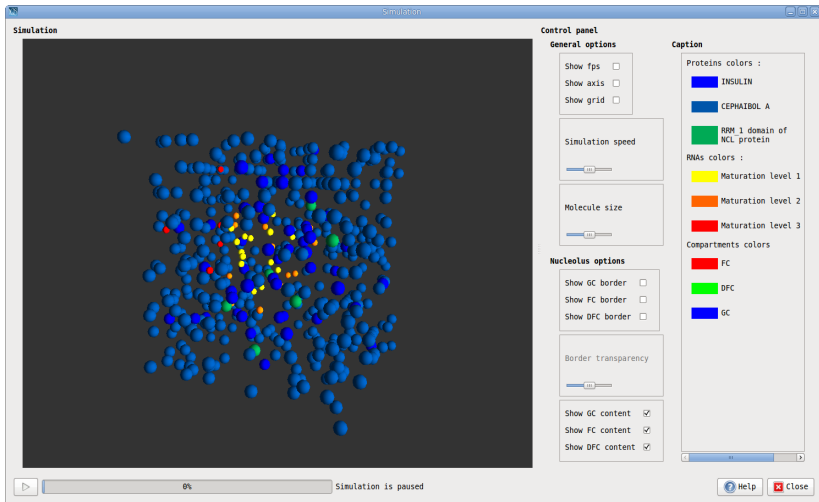 Simulation
Simulation
Control panel
General options
Show fps
Show axis
Show grid
Simulation speed
Molecule size
Nucleolus options
Show GC border
Show FC border
Show DFC border
Border transparency
Show GC content
Show FC content
Show DFC content
Caption
Proteins colors :
INSULIN
CEPHAIBOL A
RRM_1 domain of
NCL protein
RNAs colors :
Maturation level 1
Maturation level 2
Maturation level 3
Compartments colors
FC
DFC
GC
0%
Simulation is paused
Help
Close